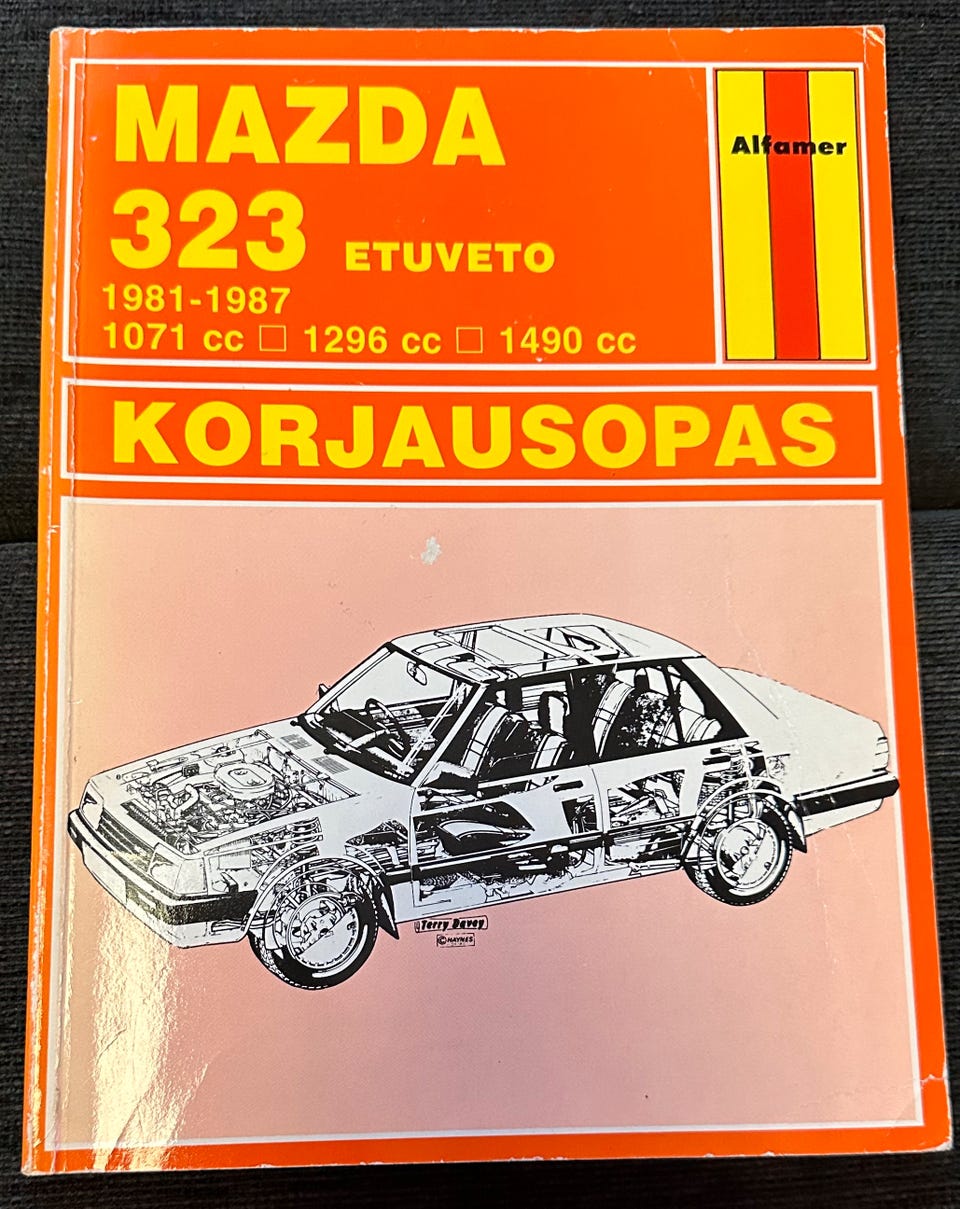 MAZDA
323 ETUVETO
1981-1987
1071 cc □ 1296 cc □ 1490 cc
Alfamer
KORJAUSOPAS
Terry Davey
© HAYNES